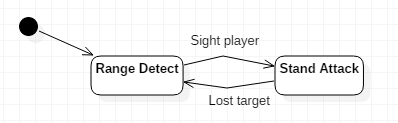 Sight player
Range Detect
Stand Attack
Lost target